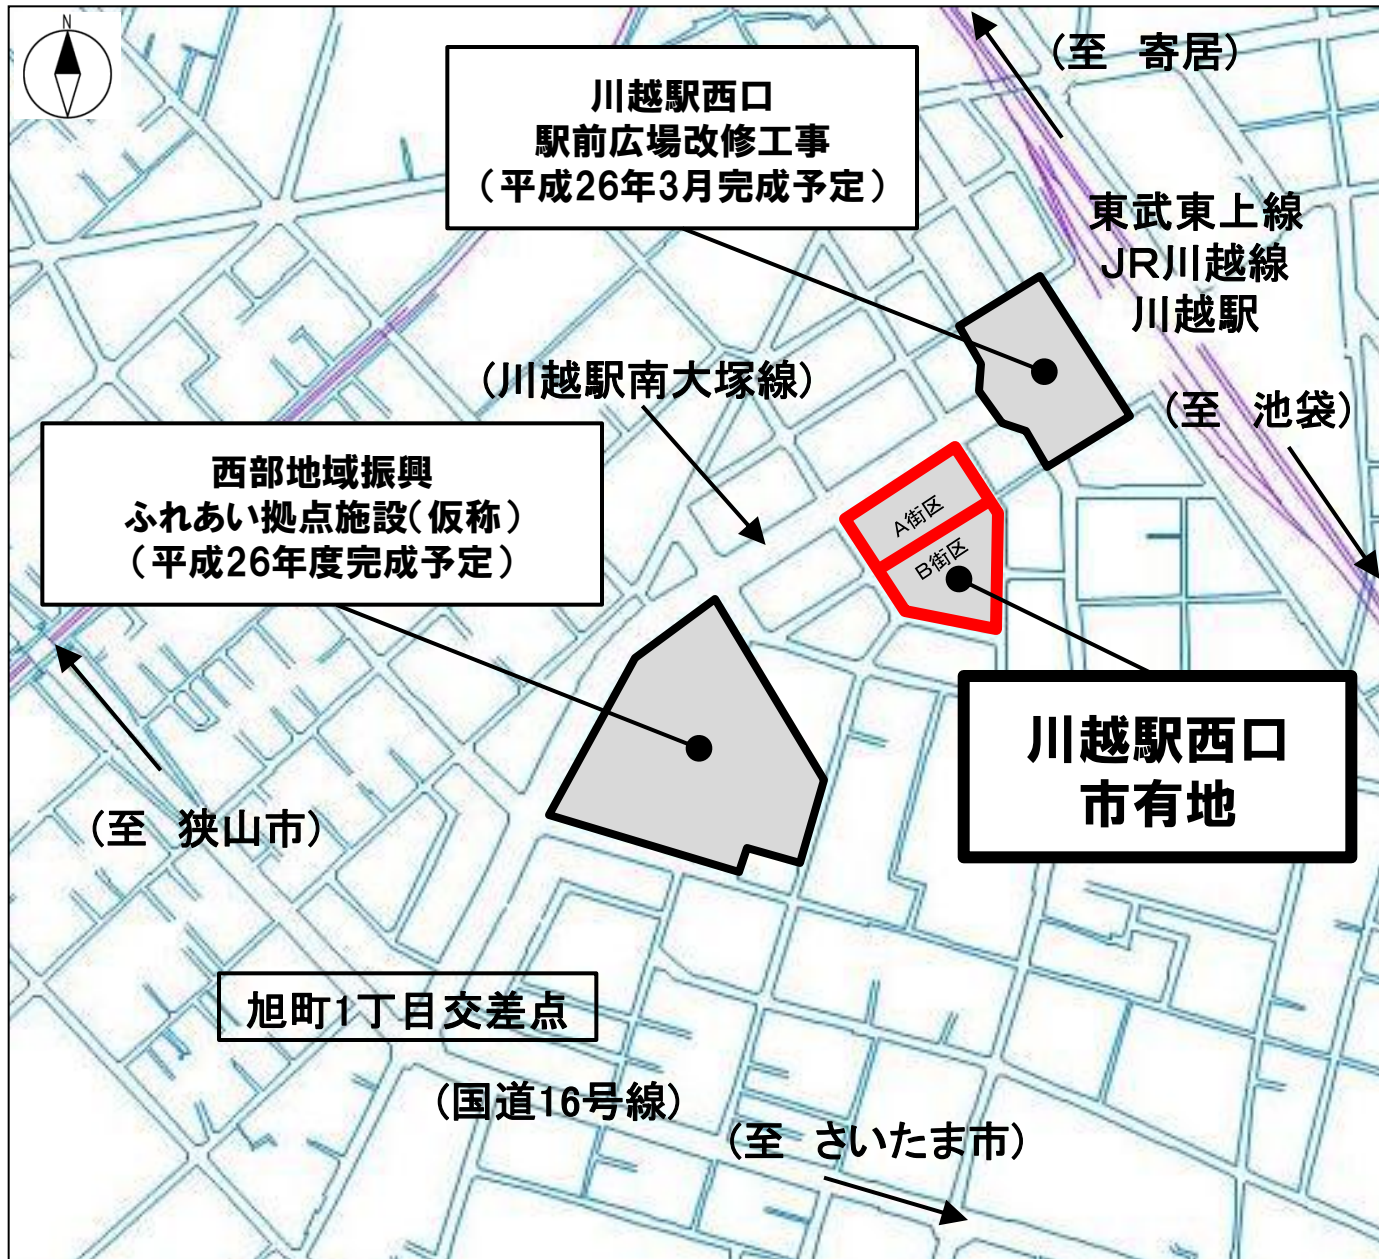 N
(至 寄居)
川越駅西口
駅前広場改修工事
(平成26年3月完成予定)
東武東上線
JR川越線
川越駅
(川越駅南大塚線)
(至 池袋)
西部地域振興
ふれあい拠点施設(仮称)
(平成26年度完成予定)
A街区
B街区
川越駅西口
市有地
(至 狭山市)
旭町1丁目交差点
(国道16号線)
(至 さいたま市)